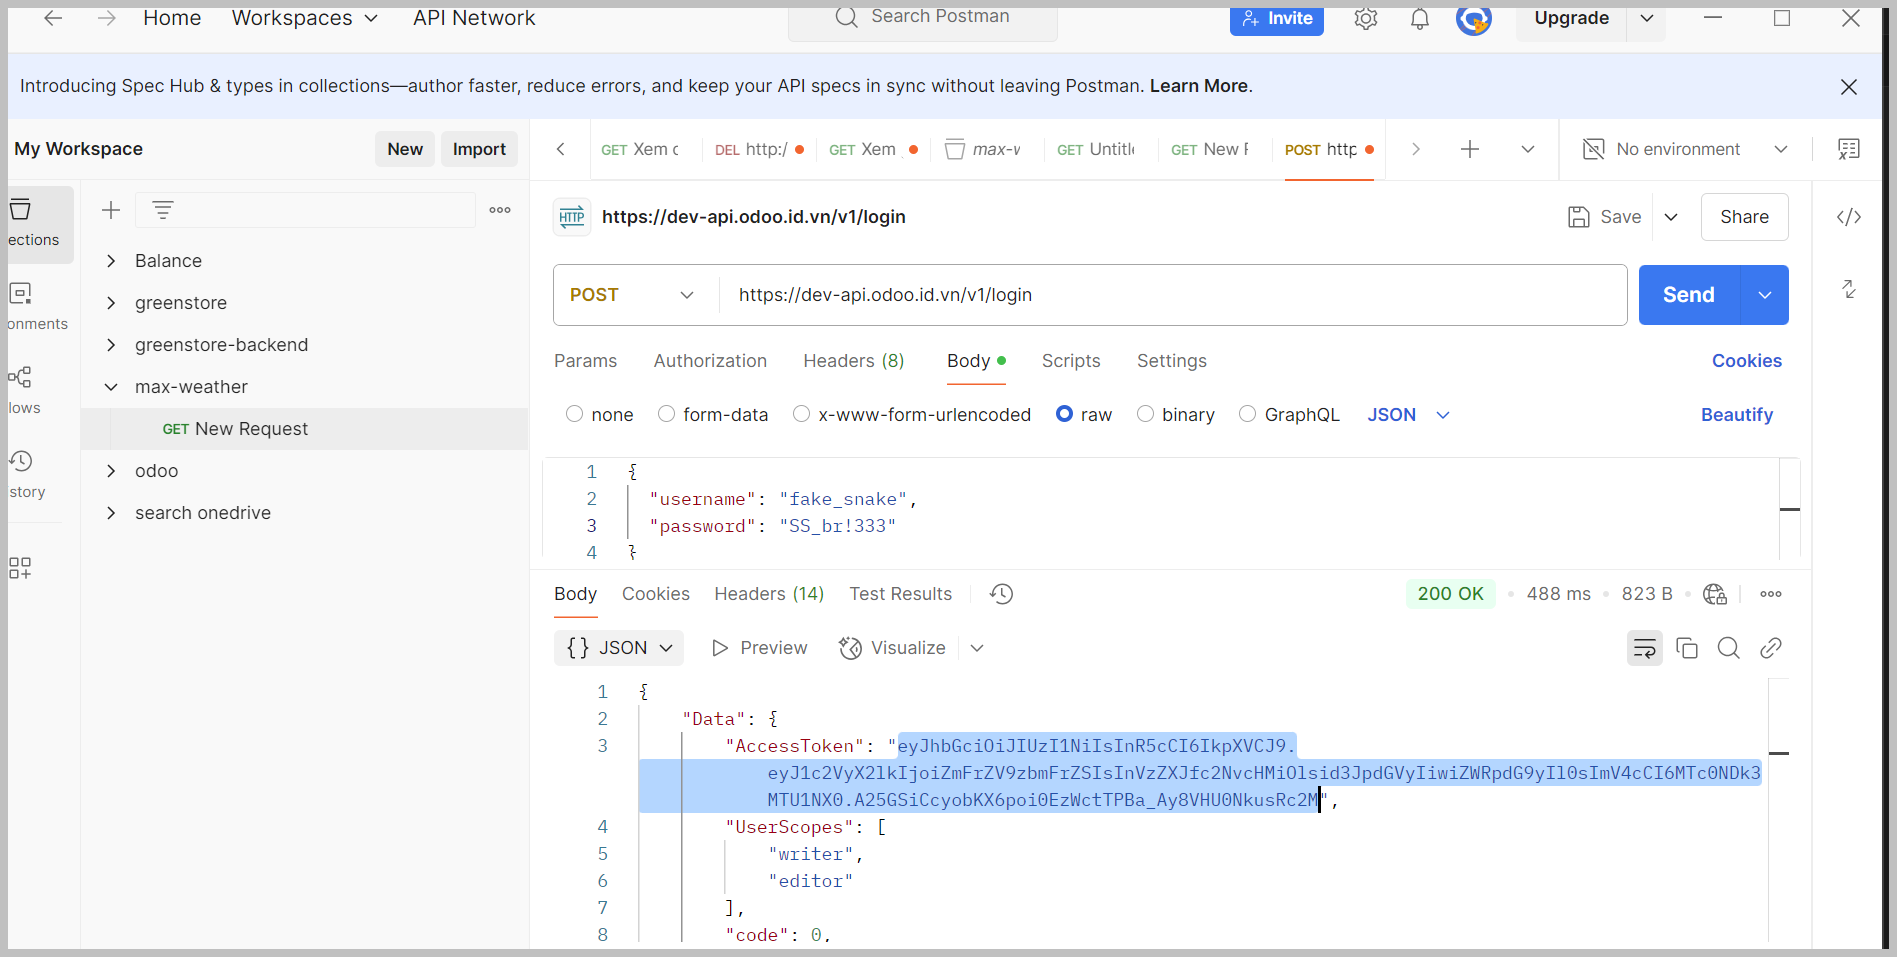 Home Workspaces API Network Search Postman Invite Upgrade
Introducing Spec Hub & types in collections—author faster, reduce errors, and keep your API specs in sync without leaving Postman. Learn More.
My Workspace New Import GET Xem c DEL http:/ GET Xem max-v GET Untitle GET New F POST http No environment
ections
onments
lows
story
Balance
greenstore
greenstore-backend
max-weather
GET New Request
odoo
search onedrive
HTTP https://dev-api.odoo.id.vn/v1/login Save Share
POST https://dev-api.odoo.id.vn/v1/login Send
Params Authorization Headers (8) Body Scripts Settings Cookies
none form-data x-www-form-urlencoded raw binary GraphQL JSON Beautify
1 {
2 "username": "fake_snake",
3 "password": "SS_br!333"
4 }
Body Cookies Headers (14) Test Results 200 OK • 488 ms • 823 B •
{} JSON Preview Visualize
1 {
2 "Data": {
3 "AccessToken": "eyJhbGciOiJIUzI1NiIsInR5cCI6IkpXVCJ9.
eyJ1c2VyX2lkIjoiZmFrZV9zbmFrZSIsInVzZXJfc2NvcHMiOlsid3JpdGVyIiwiZWRpdG9yIl0sImV4cCI6MTc0NDk3
MTU1NX0.A25GSiCcyobKX6poi0EzWctTPBa_Ay8VHU0NkusRc2M",
4 "UserScopes": [
5 "writer",
6 "editor"
7 ],
8 "code": 0,